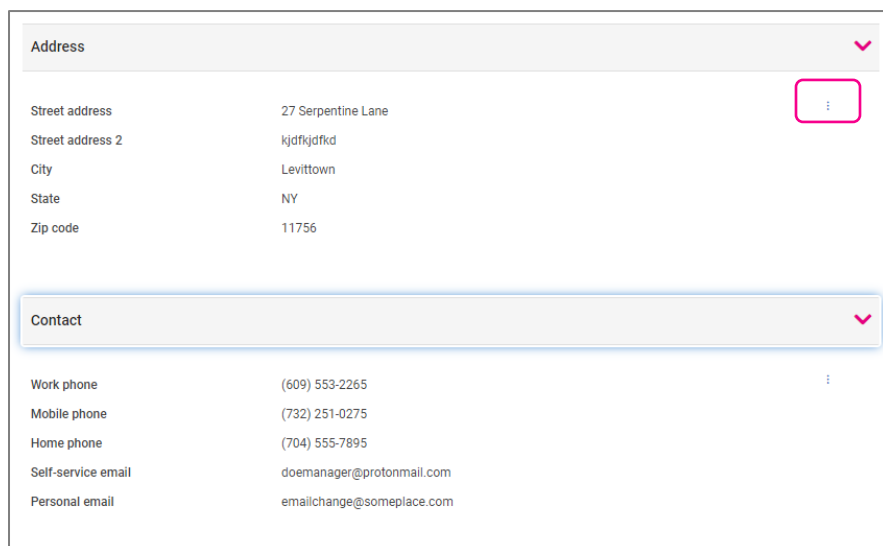 Address
Street address 27 Serpentine Lane
Street address 2 kjdfkjdfkd
City Levittown
State NY
Zip code 11756
Contact
Work phone (609) 553-2265
Mobile phone (732) 251-0275
Home phone (704) 555-7895
Self-service email doemanager@protonmail.com
Personal email emailchange@someplace.com